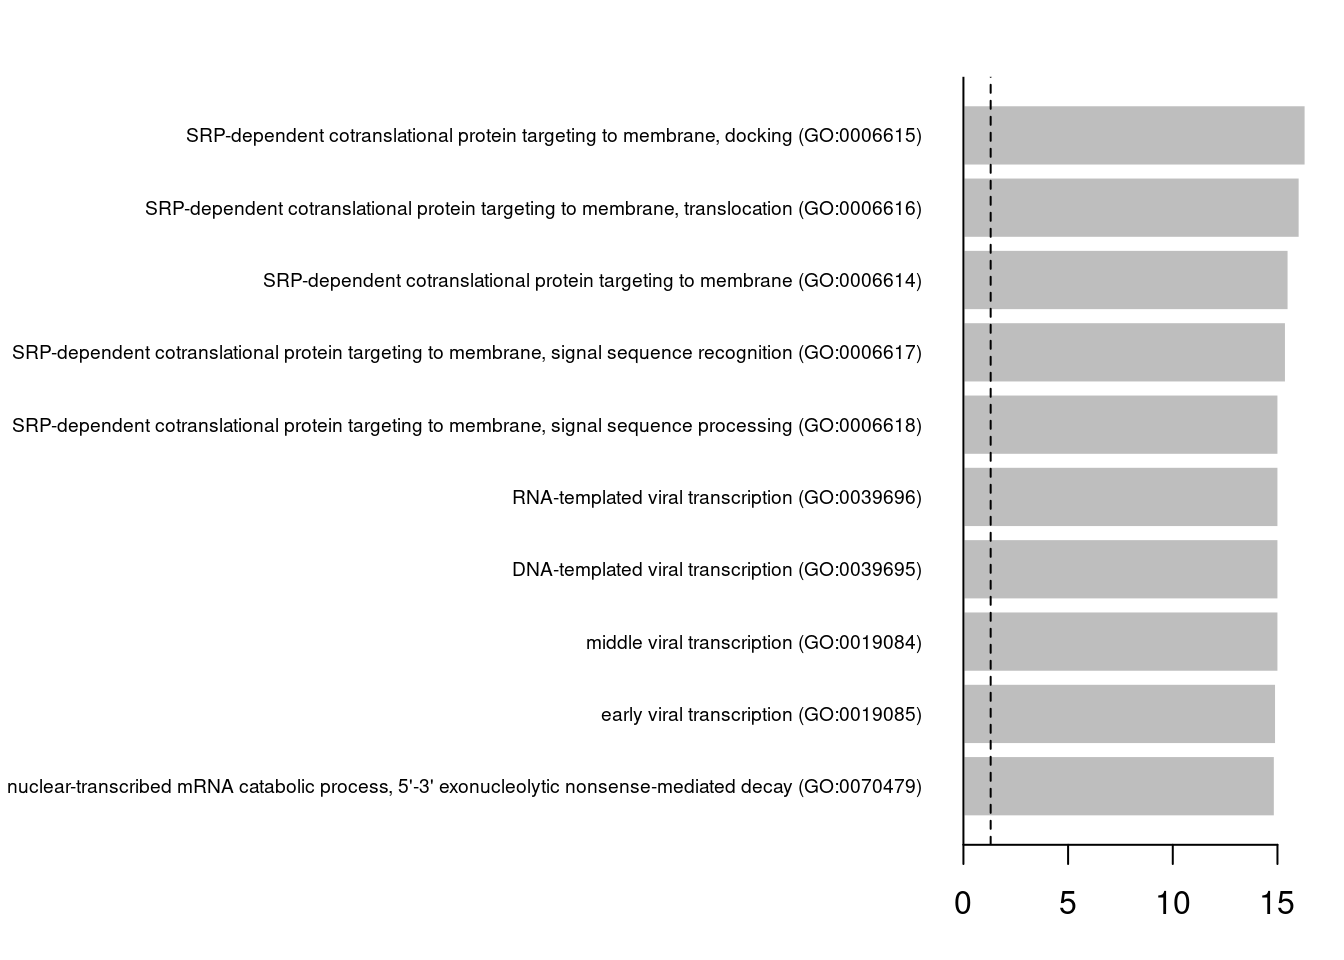 SRP-dependent cotranslational protein targeting to membrane, docking (GO:0006615)
SRP-dependent cotranslational protein targeting to membrane, translocation (GO:0006616)
SRP-dependent cotranslational protein targeting to membrane (GO:0006614)
SRP-dependent cotranslational protein targeting to membrane, signal sequence recognition (GO:0006617)
SRP-dependent cotranslational protein targeting to membrane, signal sequence processing (GO:0006618)
RNA-templated viral transcription (GO:0039696)
DNA-templated viral transcription (GO:0039695)
middle viral transcription (GO:0019084)
early viral transcription (GO:0019085)
nuclear-transcribed mRNA catabolic process, 5'-3' exonucleolytic nonsense-mediated decay (GO:0070479)
0 5 10 15